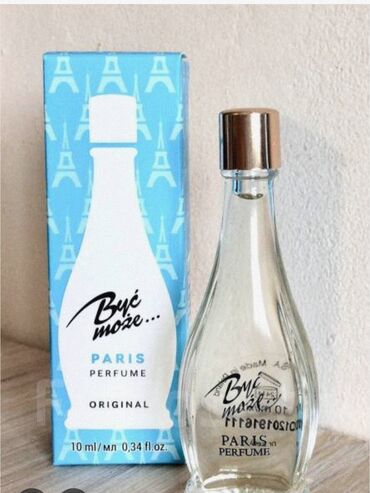 Być
może...
PARIS
PERFUME
ORIGINAL
10 ml/мл 0,34 fl oz.
Być
może...
PARIS
PERFUME